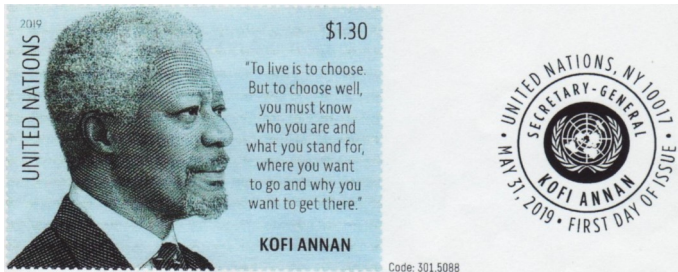 2019
UNITED NATIONS
$1.30
"To live is to choose.
But to choose well,
you must know
who you are and
what you stand for,
where you want
to go and why you
want to get there."
KOFI ANNAN
• UNITED NATIONS, NY 10017 •
MAY 31, 2019 • FIRST DAY OF ISSUE
SECRETARY-GENERAL
KOFI ANNAN
Code: 301.5088